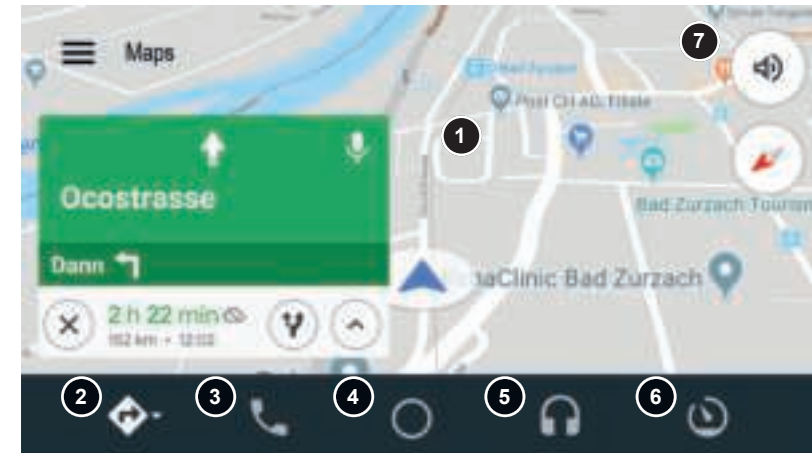 7
Maps
Post CH AG, Filiale
1
Ocostrasse
Bad Zurzach Tourism
Dann
naClinic Bad Zurzach
2 h 22 min
152 km · 12:02
2
3
4
5
6